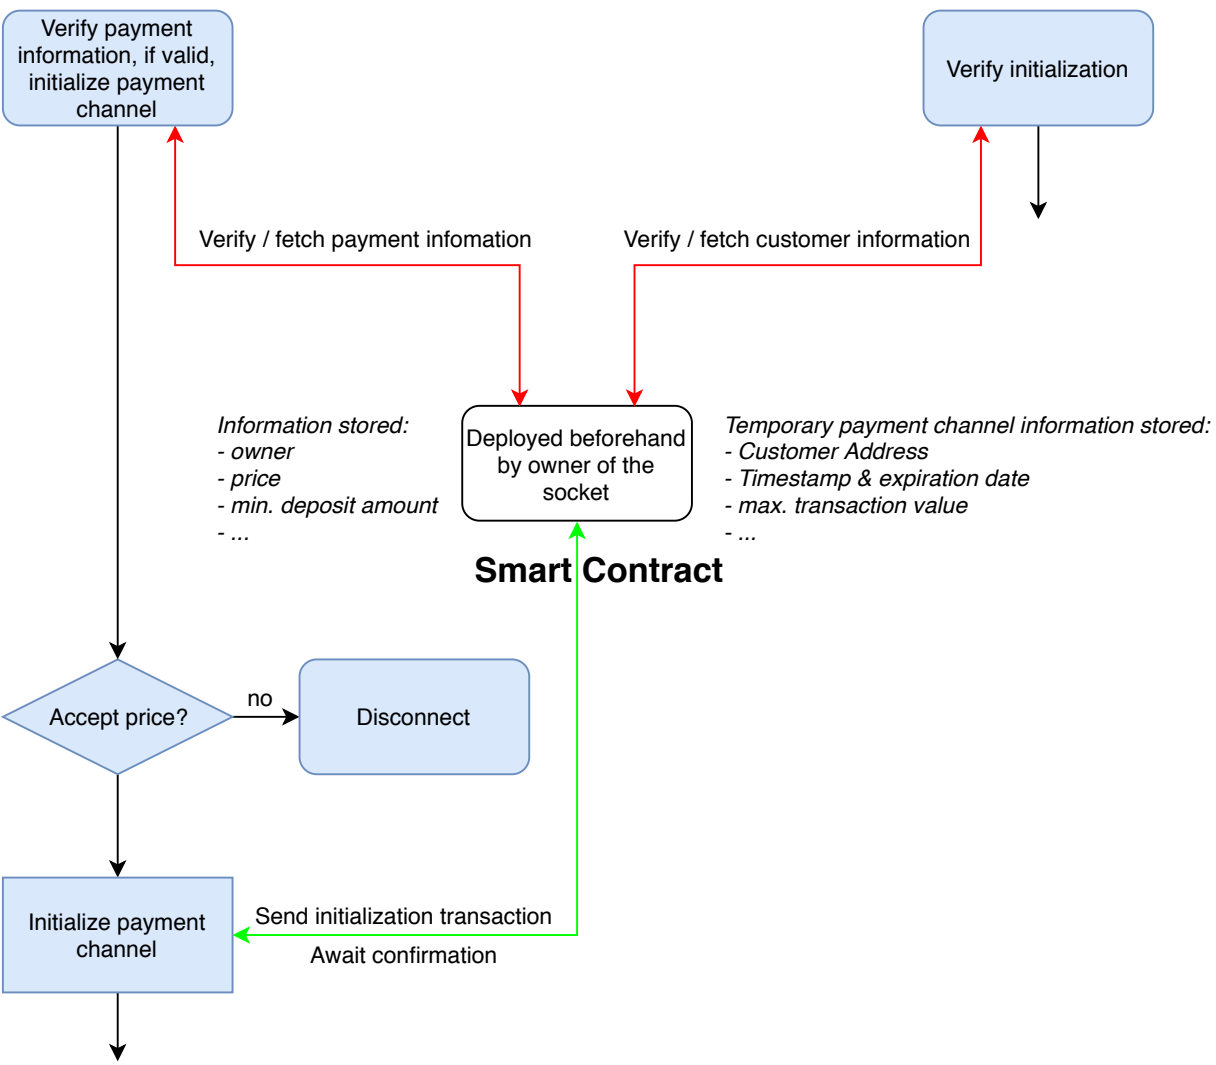 Verify payment
information, if valid,
initialize payment
channel
Verify initialization
Verify / fetch payment infomation
Verify / fetch customer information
Information stored:
- owner
- price
- min. deposit amount
- ...
Deployed beforehand
by owner of the
socket
Temporary payment channel information stored:
- Customer Address
- Timestamp & expiration date
- max. transaction value
- ...
Smart Contract
Accept price?
no
Disconnect
Initialize payment
channel
Send initialization transaction
Await confirmation